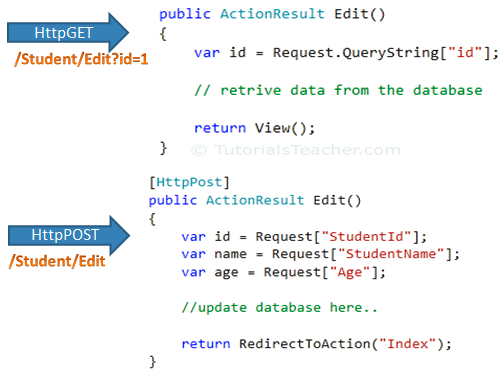 HttpGET
/Student/Edit?id=1
public ActionResult Edit()
{
var id = Request.QueryString["id"];
// retrive data from the database
return View();
}
© TutorialsTeacher.com
HttpPOST
/Student/Edit
[HttpPost]
public ActionResult Edit()
{
var id = Request["StudentId"];
var name = Request["StudentName"];
var age = Request["Age"];
//update database here..
return RedirectToAction("Index");
}